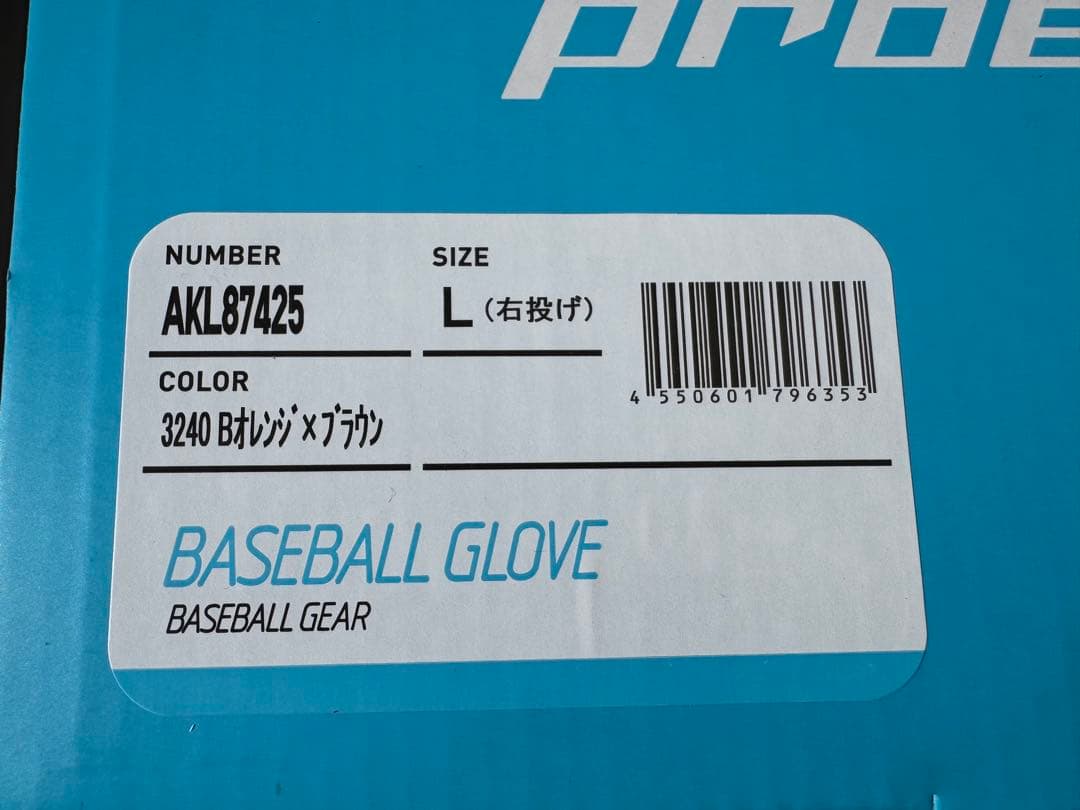 proe
NUMBER
AKL87425
SIZE
L (右投げ)
COLOR
3240 Bオレンジ×ブラウン
4 550601 796353
BASEBALL GLOVE
BASEBALL GEAR